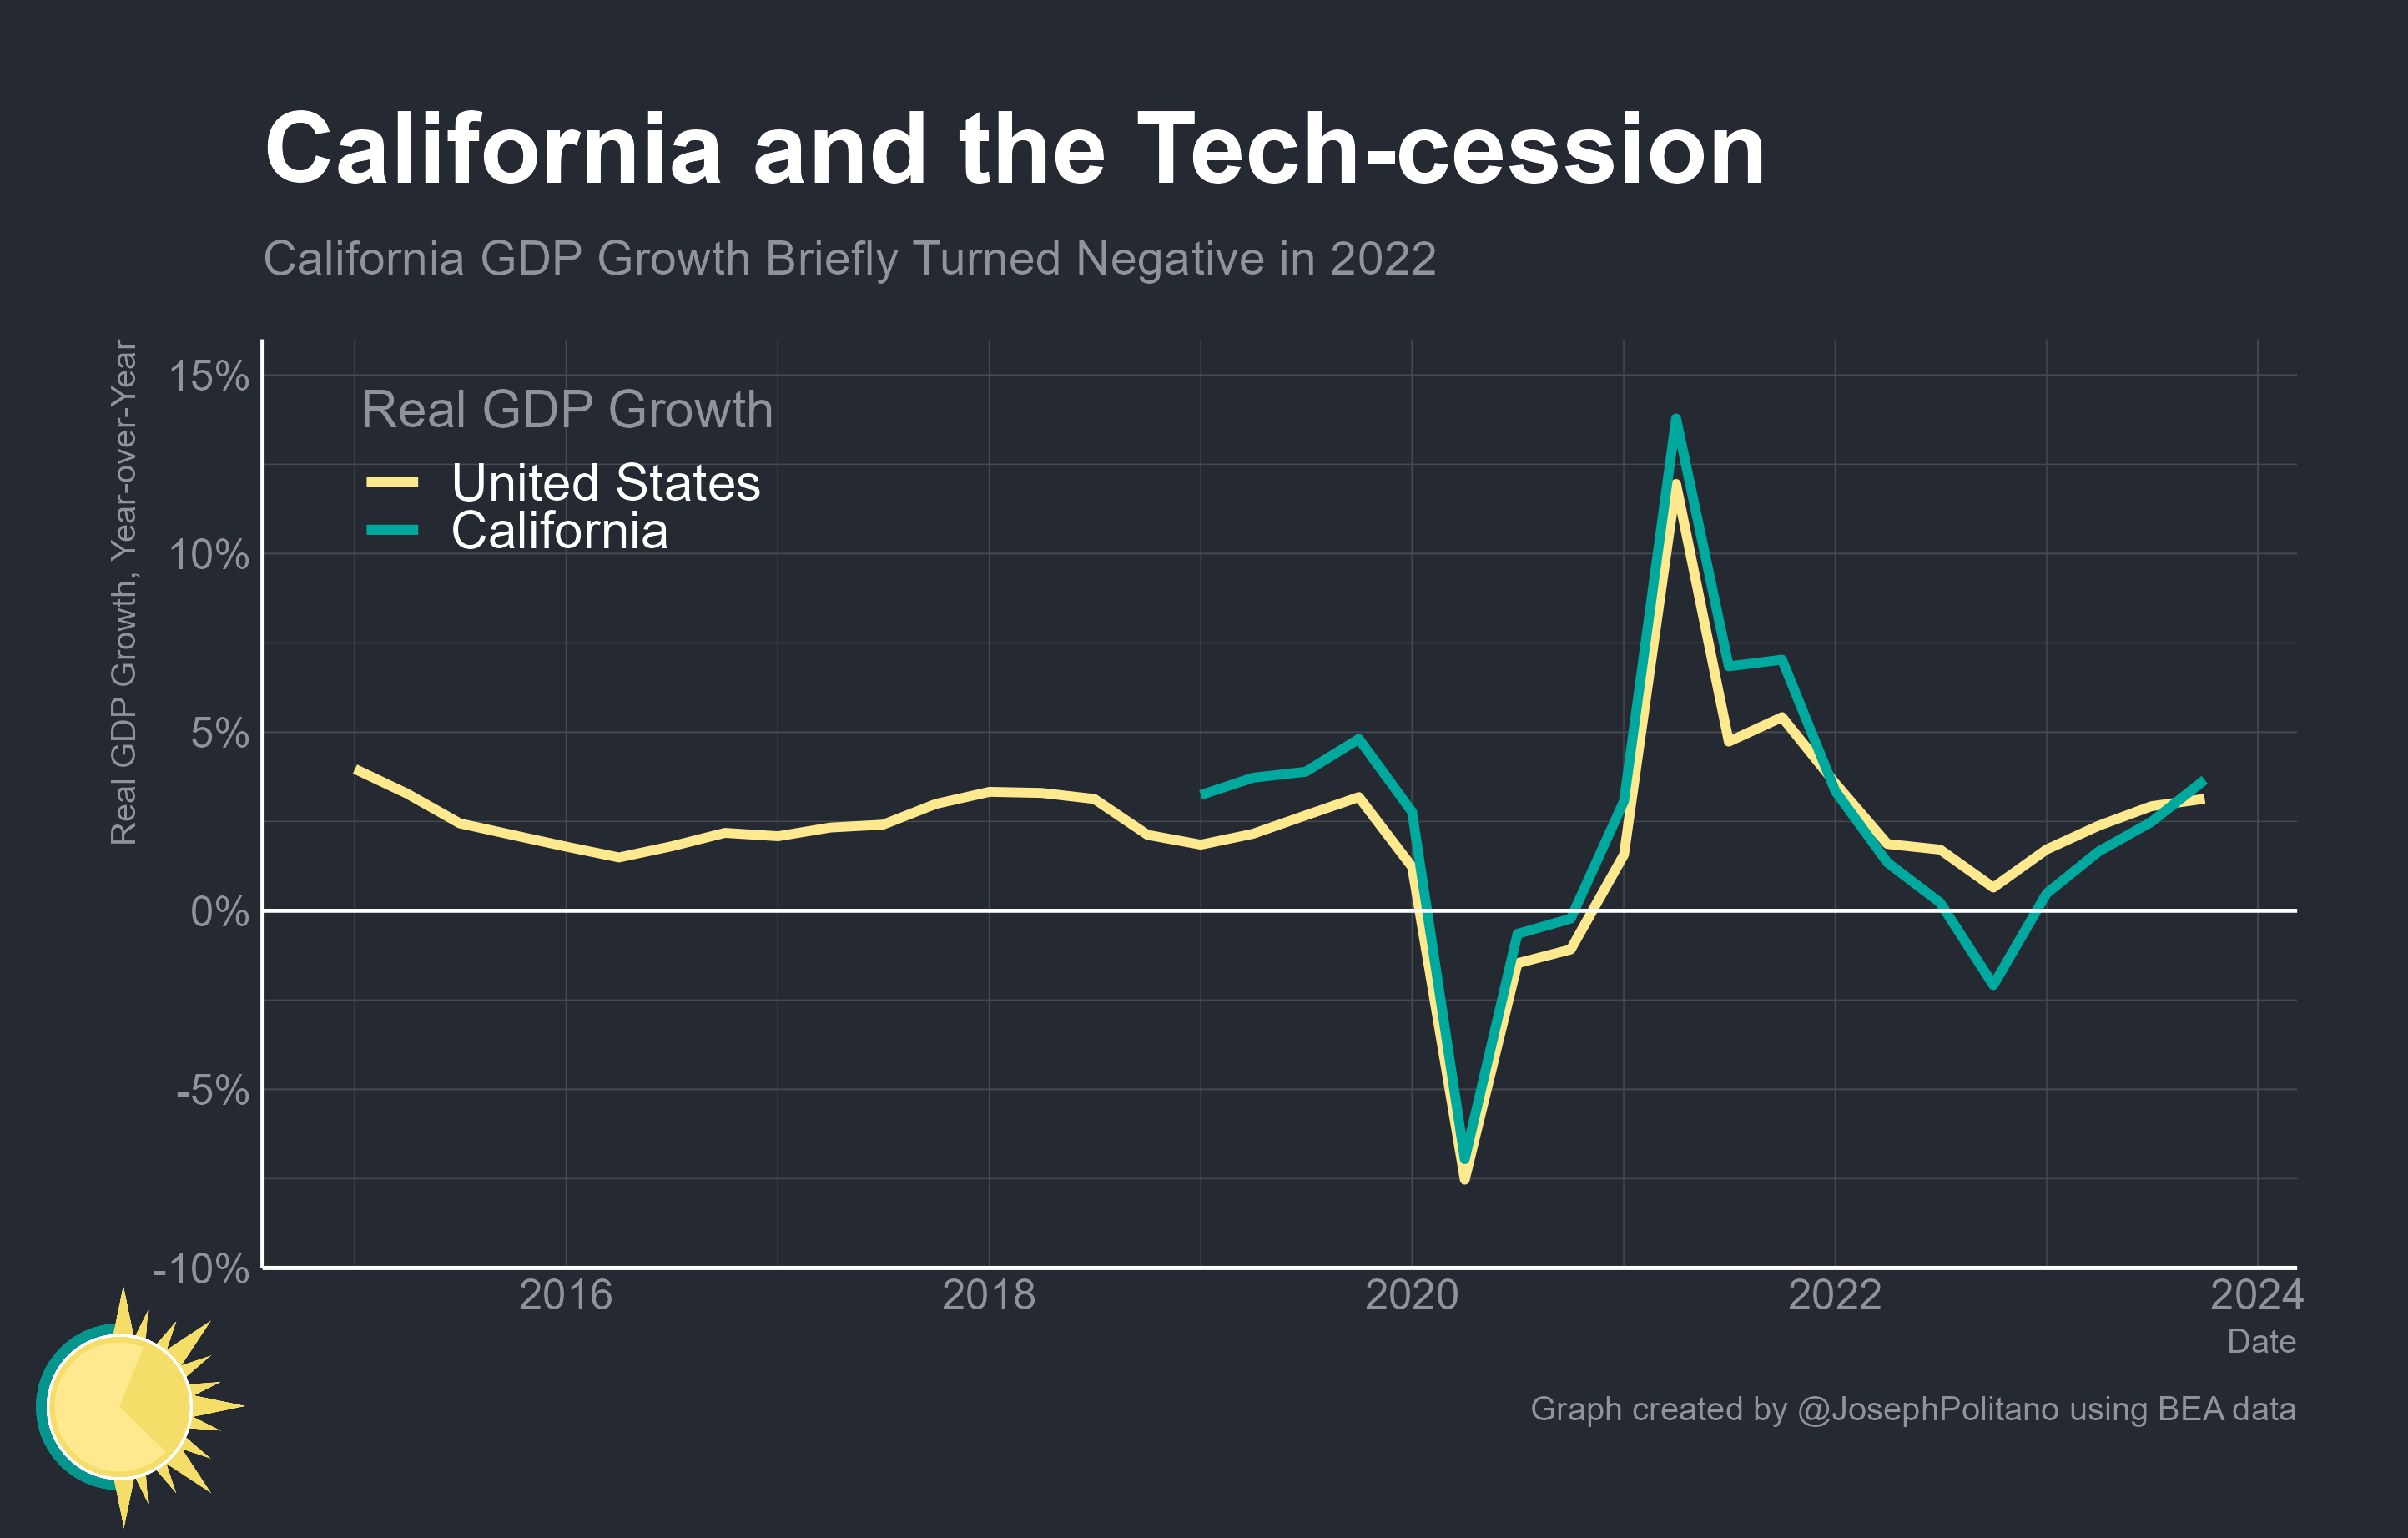 California and the Tech-cession
California GDP Growth Briefly Turned Negative in 2022
Real GDP Growth, Year-over-Year
15%
10%
5%
0%
-5%
-10%
Real GDP Growth
United States
California
2016
2018
2020
2022
2024
Date
Graph created by @JosephPolitano using BEA data